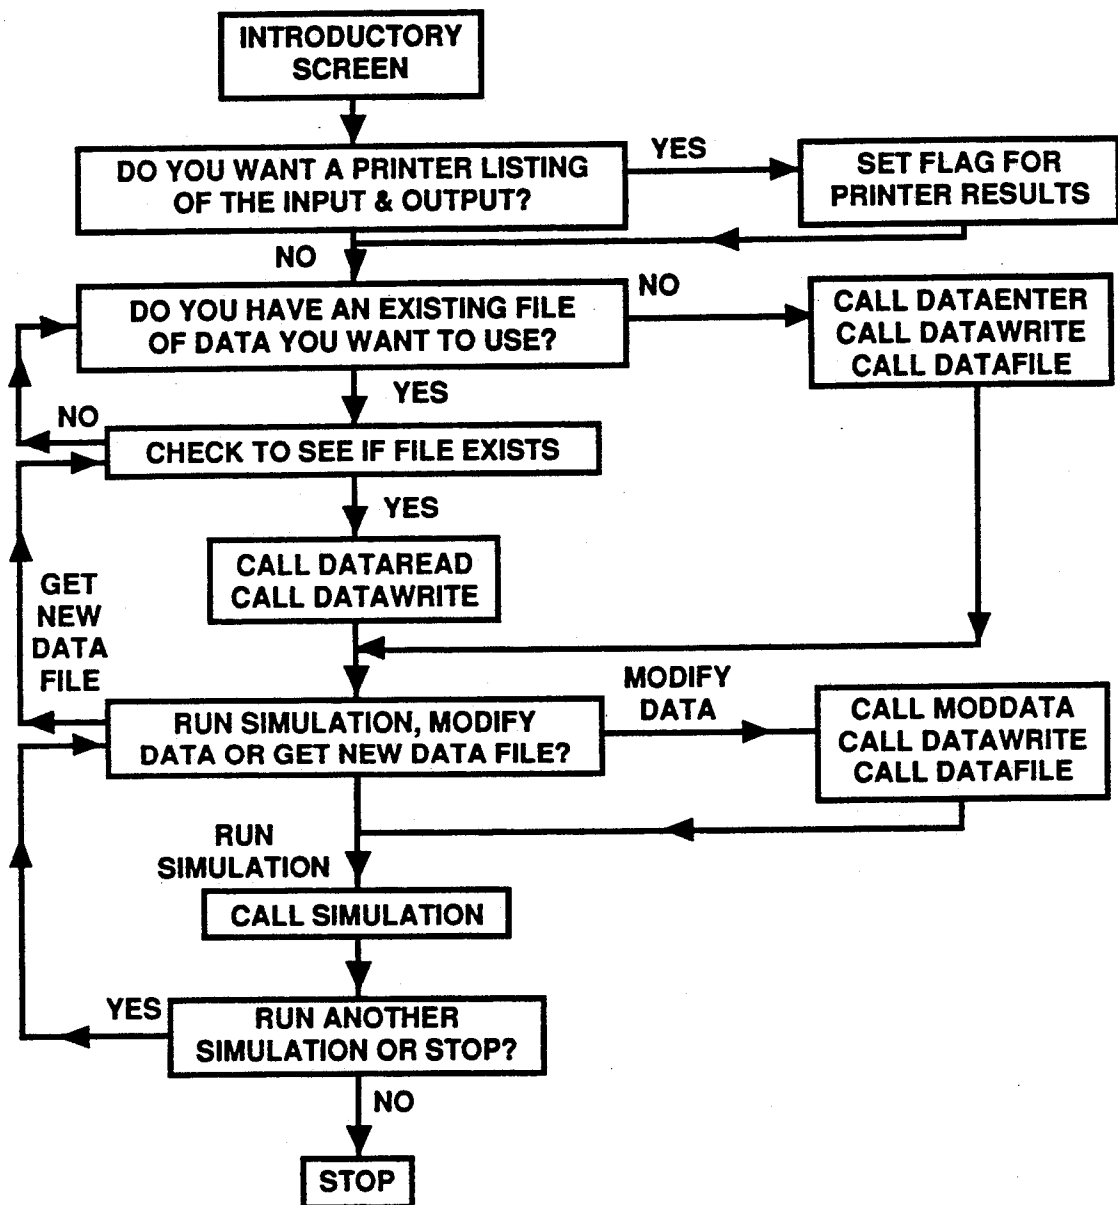 INTRODUCTORY
SCREEN
DO YOU WANT A PRINTER LISTING
OF THE INPUT & OUTPUT?
YES
SET FLAG FOR
PRINTER RESULTS
NO
DO YOU HAVE AN EXISTING FILE
OF DATA YOU WANT TO USE?
NO
CALL DATAENTER
CALL DATAWRITE
CALL DATAFILE
YES
NO
CHECK TO SEE IF FILE EXISTS
YES
CALL DATAREAD
CALL DATAWRITE
GET
NEW
DATA
FILE
RUN SIMULATION, MODIFY
DATA OR GET NEW DATA FILE?
MODIFY
DATA
CALL MODDATA
CALL DATAWRITE
CALL DATAFILE
RUN
SIMULATION
CALL SIMULATION
YES
RUN ANOTHER
SIMULATION OR STOP?
NO
STOP